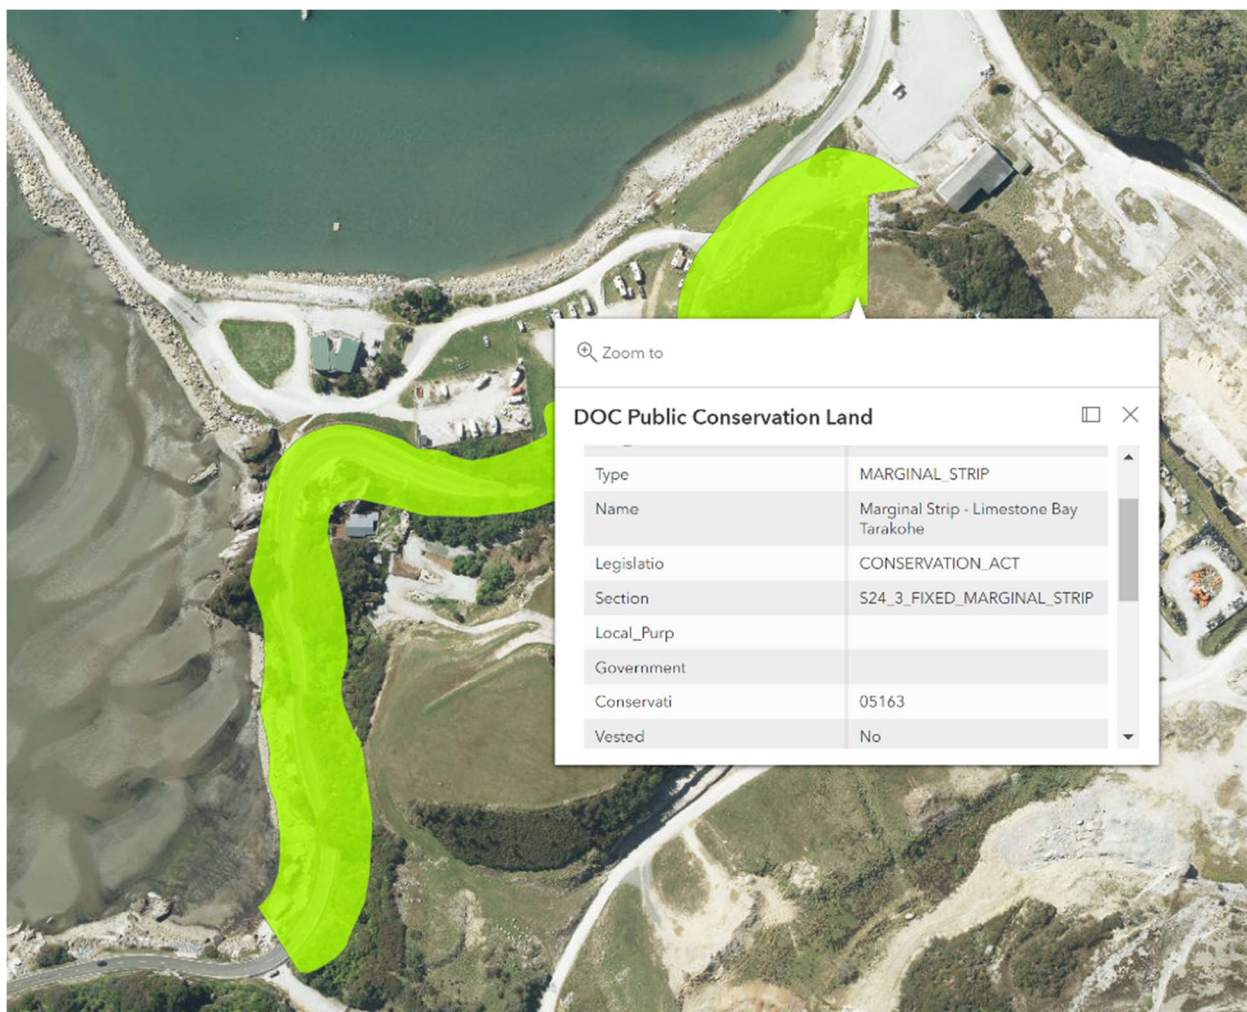 Zoom to
DOC Public Conservation Land
Type MARGINAL_STRIP
Name Marginal Strip - Limestone Bay
Tarakohe
Legislatio CONSERVATION_ACT
Section S24_3_FIXED_MARGINAL_STRIP
Local_Purp
Government
Conservati 05163
Vested No